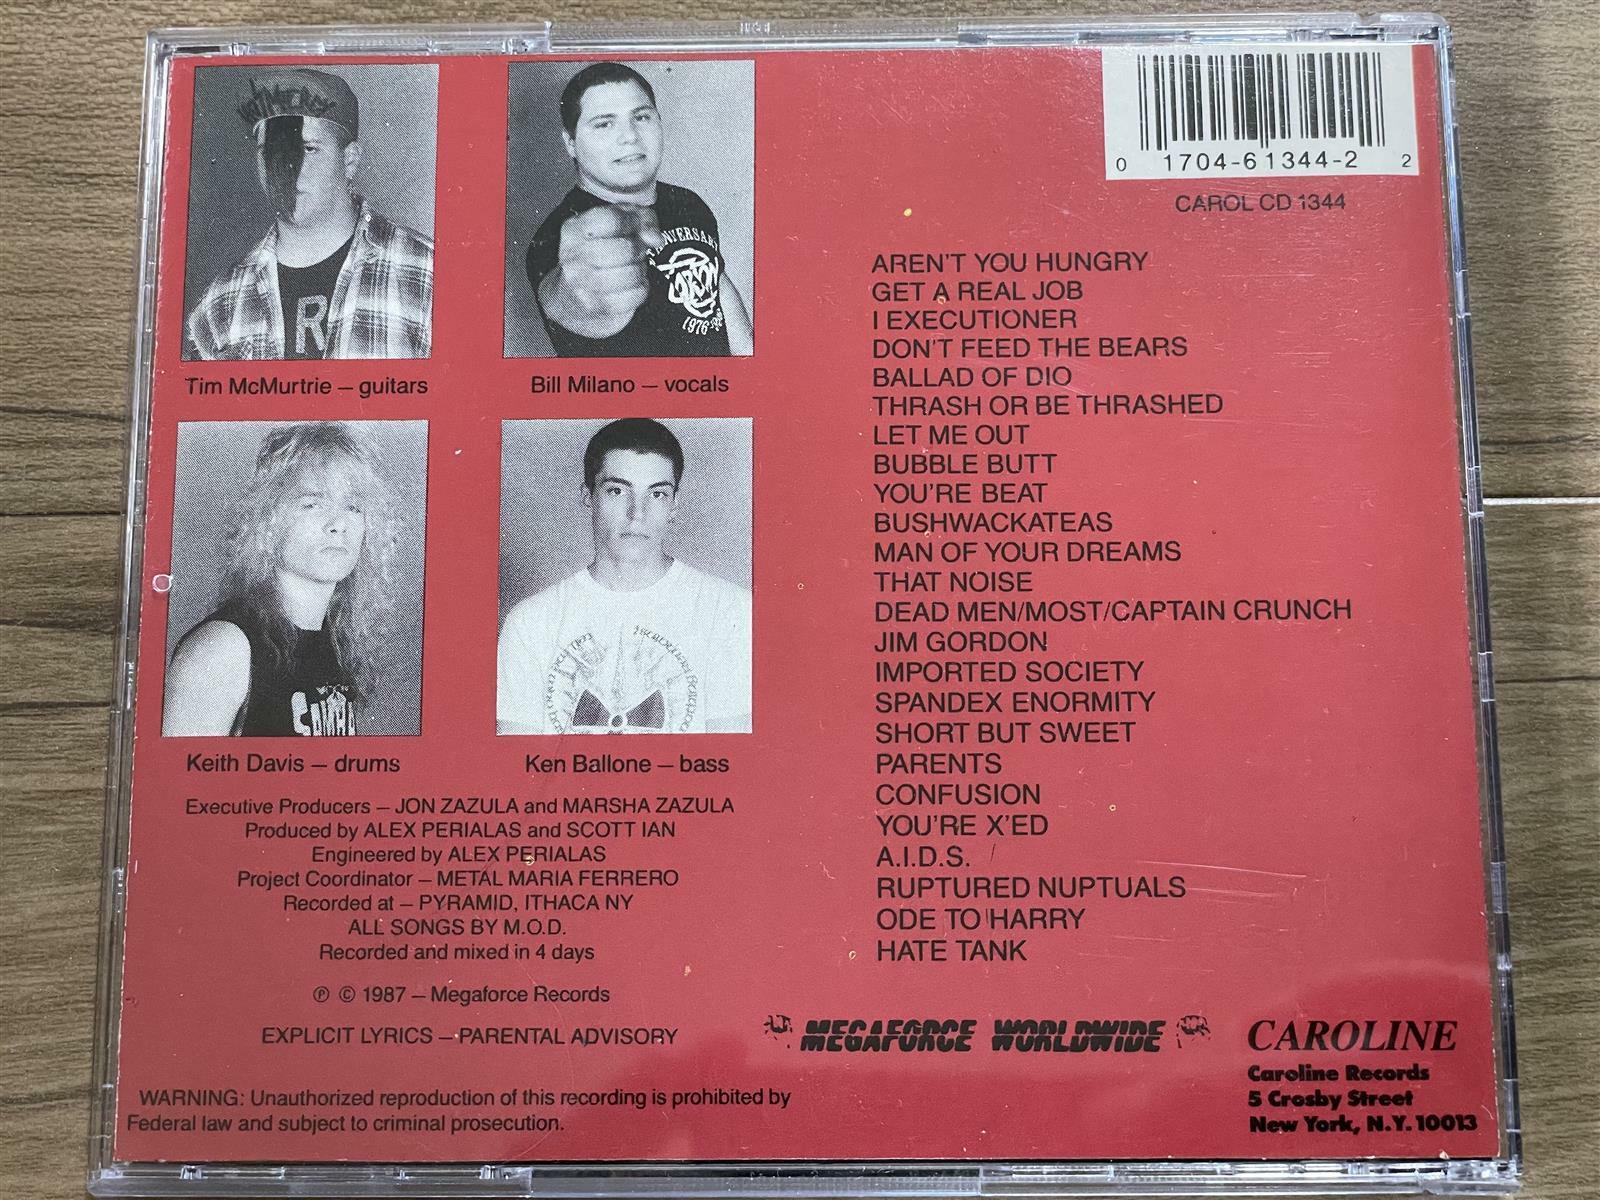 NO MERCY
R
ANNIVERSARY
1976
Tim McMurtrie – guitars
Bill Milano – vocals
Keith Davis – drums
Ken Ballone – bass
Executive Producers – JON ZAZULA and MARSHA ZAZULA
Produced by ALEX PERIALAS and SCOTT IAN
Engineered by ALEX PERIALAS
Project Coordinator – METAL MARIA FERRERO
Recorded at – PYRAMID, ITHACA NY
ALL SONGS BY M.O.D.
Recorded and mixed in 4 days
℗ © 1987 – Megaforce Records
EXPLICIT LYRICS – PARENTAL ADVISORY
WARNING: Unauthorized reproduction of this recording is prohibited by
Federal law and subject to criminal prosecution.
0 1704-61344-2 2
CAROL CD 1344
AREN'T YOU HUNGRY
GET A REAL JOB
I EXECUTIONER
DON'T FEED THE BEARS
BALLAD OF DIO
THRASH OR BE THRASHED
LET ME OUT
BUBBLE BUTT
YOU'RE BEAT
BUSHWACKATEAS
MAN OF YOUR DREAMS
THAT NOISE
DEAD MEN/MOST/CAPTAIN CRUNCH
JIM GORDON
IMPORTED SOCIETY
SPANDEX ENORMITY
SHORT BUT SWEET
PARENTS
CONFUSION
YOU'RE X'ED
A.I.D.S.
RUPTURED NUPTUALS
ODE TO HARRY
HATE TANK
MEGAFORCE WORLDWIDE
CAROLINE
Caroline Records
5 Crosby Street
New York, N.Y. 10013